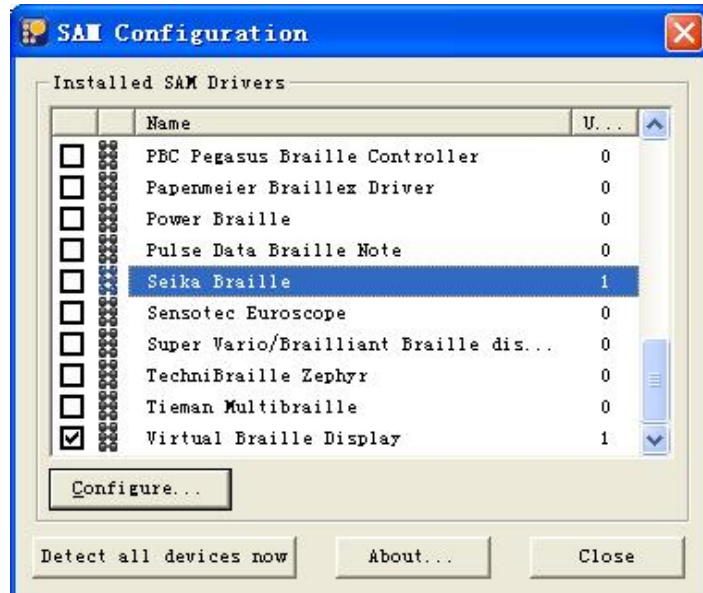 SAM Configuration
Installed SAM Drivers
Name U...
PBC Pegasus Braille Controller 0
Papenmeier Braillex Driver 0
Power Braille 0
Pulse Data Braille Note 0
Seika Braille 1
Sensotec Euroscope 0
Super Vario/Brailliant Braille dis... 0
TechniBraille Zephyr 0
Tieman Multibraille 0
Virtual Braille Display 1
Configure...
Detect all devices now About... Close